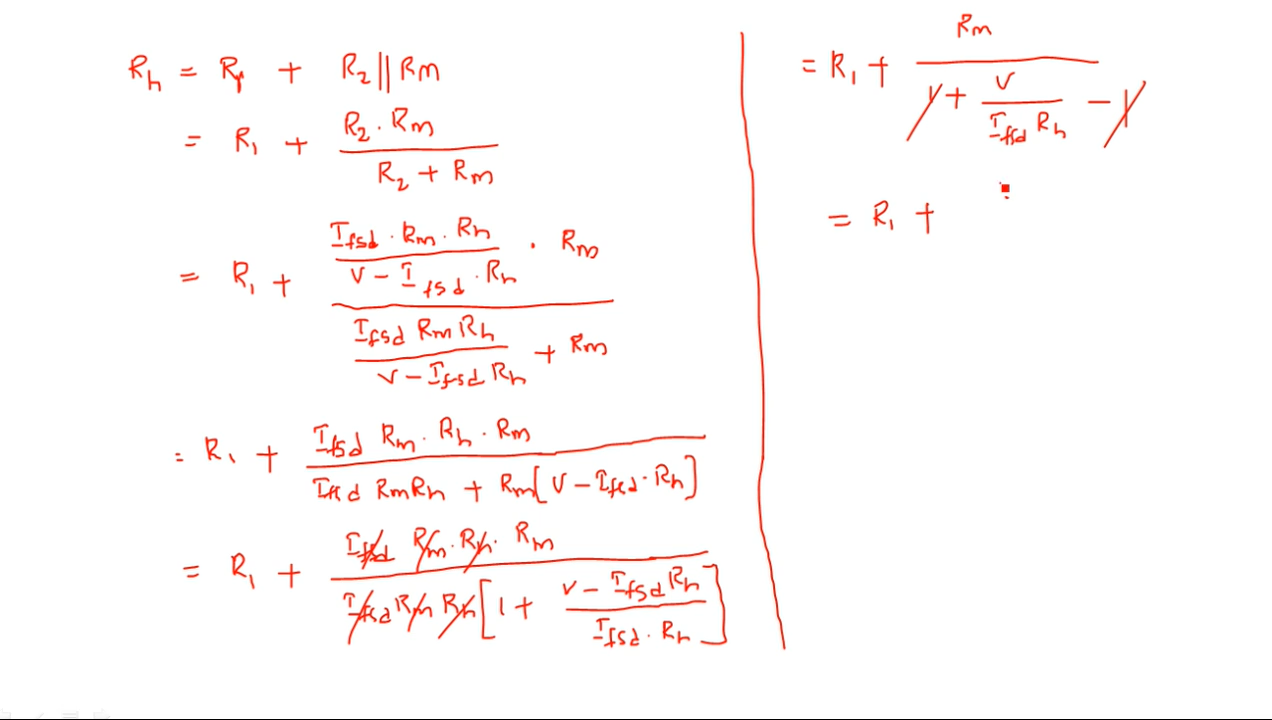 Rh = R1 + R2 || Rm
= R1 + (R2 · Rm) / (R2 + Rm)
= R1 + ((Ifsd · Rm · Rh) / (V - Ifsd · Rh) · Rm) / ((Ifsd Rm Rh) / (V - Ifsd Rh) + Rm)
= R1 + (Ifsd Rm · Rh · Rm) / (Ifsd Rm Rh + Rm[V - Ifsd · Rh])
= R1 + (Ifsd Rm · Rh · Rm) / (Ifsd Rm Rh [1 + (V - Ifsd Rh) / (Ifsd · Rh)])
= R1 + Rm / (1 + V / (Ifsd Rh) - 1)
= R1 +